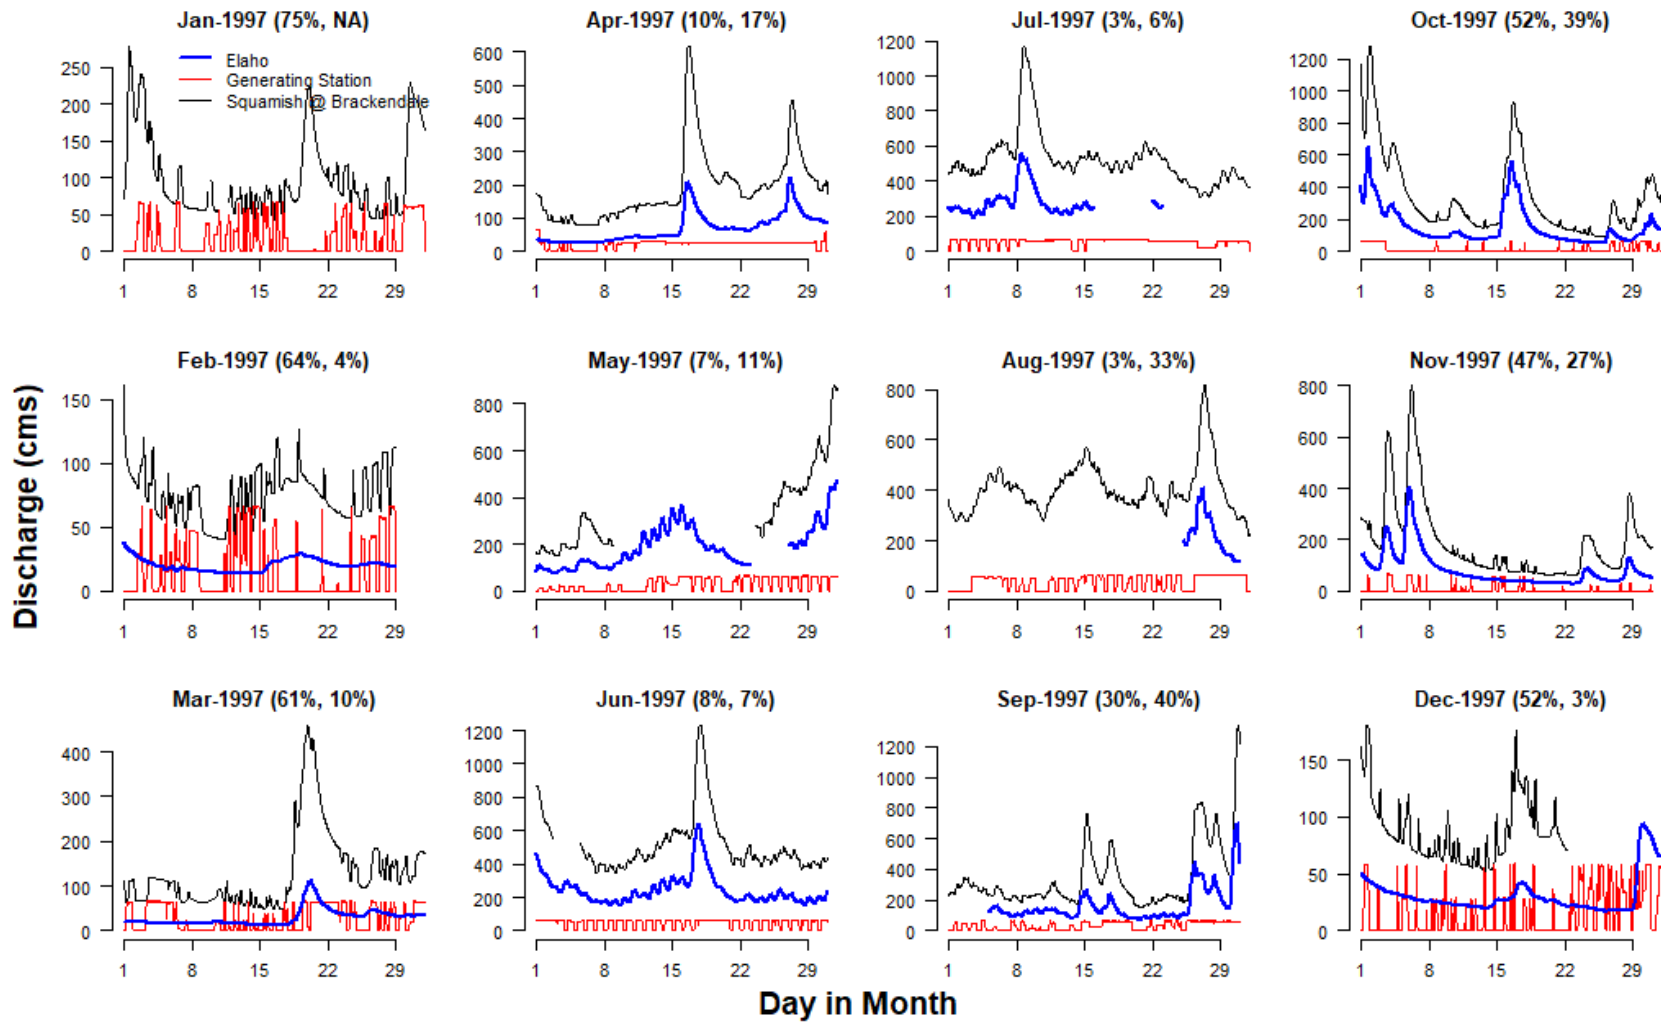 Jan-1997 (75%, NA)
Apr-1997 (10%, 17%)
Jul-1997 (3%, 6%)
Oct-1997 (52%, 39%)
Elaho
Generating Station
Squamish @ Brackendale
250
200
150
100
50
0
1 8 15 22 29
600
500
400
300
200
100
0
1 8 15 22 29
1200
1000
800
600
400
200
0
1 8 15 22 29
1200
1000
800
600
400
200
0
1 8 15 22 29
Feb-1997 (64%, 4%)
May-1997 (7%, 11%)
Aug-1997 (3%, 33%)
Nov-1997 (47%, 27%)
Discharge (cms)
150
100
50
0
1 8 15 22 29
800
600
400
200
0
1 8 15 22 29
800
600
400
200
0
1 8 15 22 29
800
600
400
200
0
1 8 15 22 29
Mar-1997 (61%, 10%)
Jun-1997 (8%, 7%)
Sep-1997 (30%, 40%)
Dec-1997 (52%, 3%)
400
300
200
100
0
1 8 15 22 29
1200
1000
800
600
400
200
0
1 8 15 22 29
1200
1000
800
600
400
200
0
1 8 15 22 29
150
100
50
0
1 8 15 22 29
Day in Month